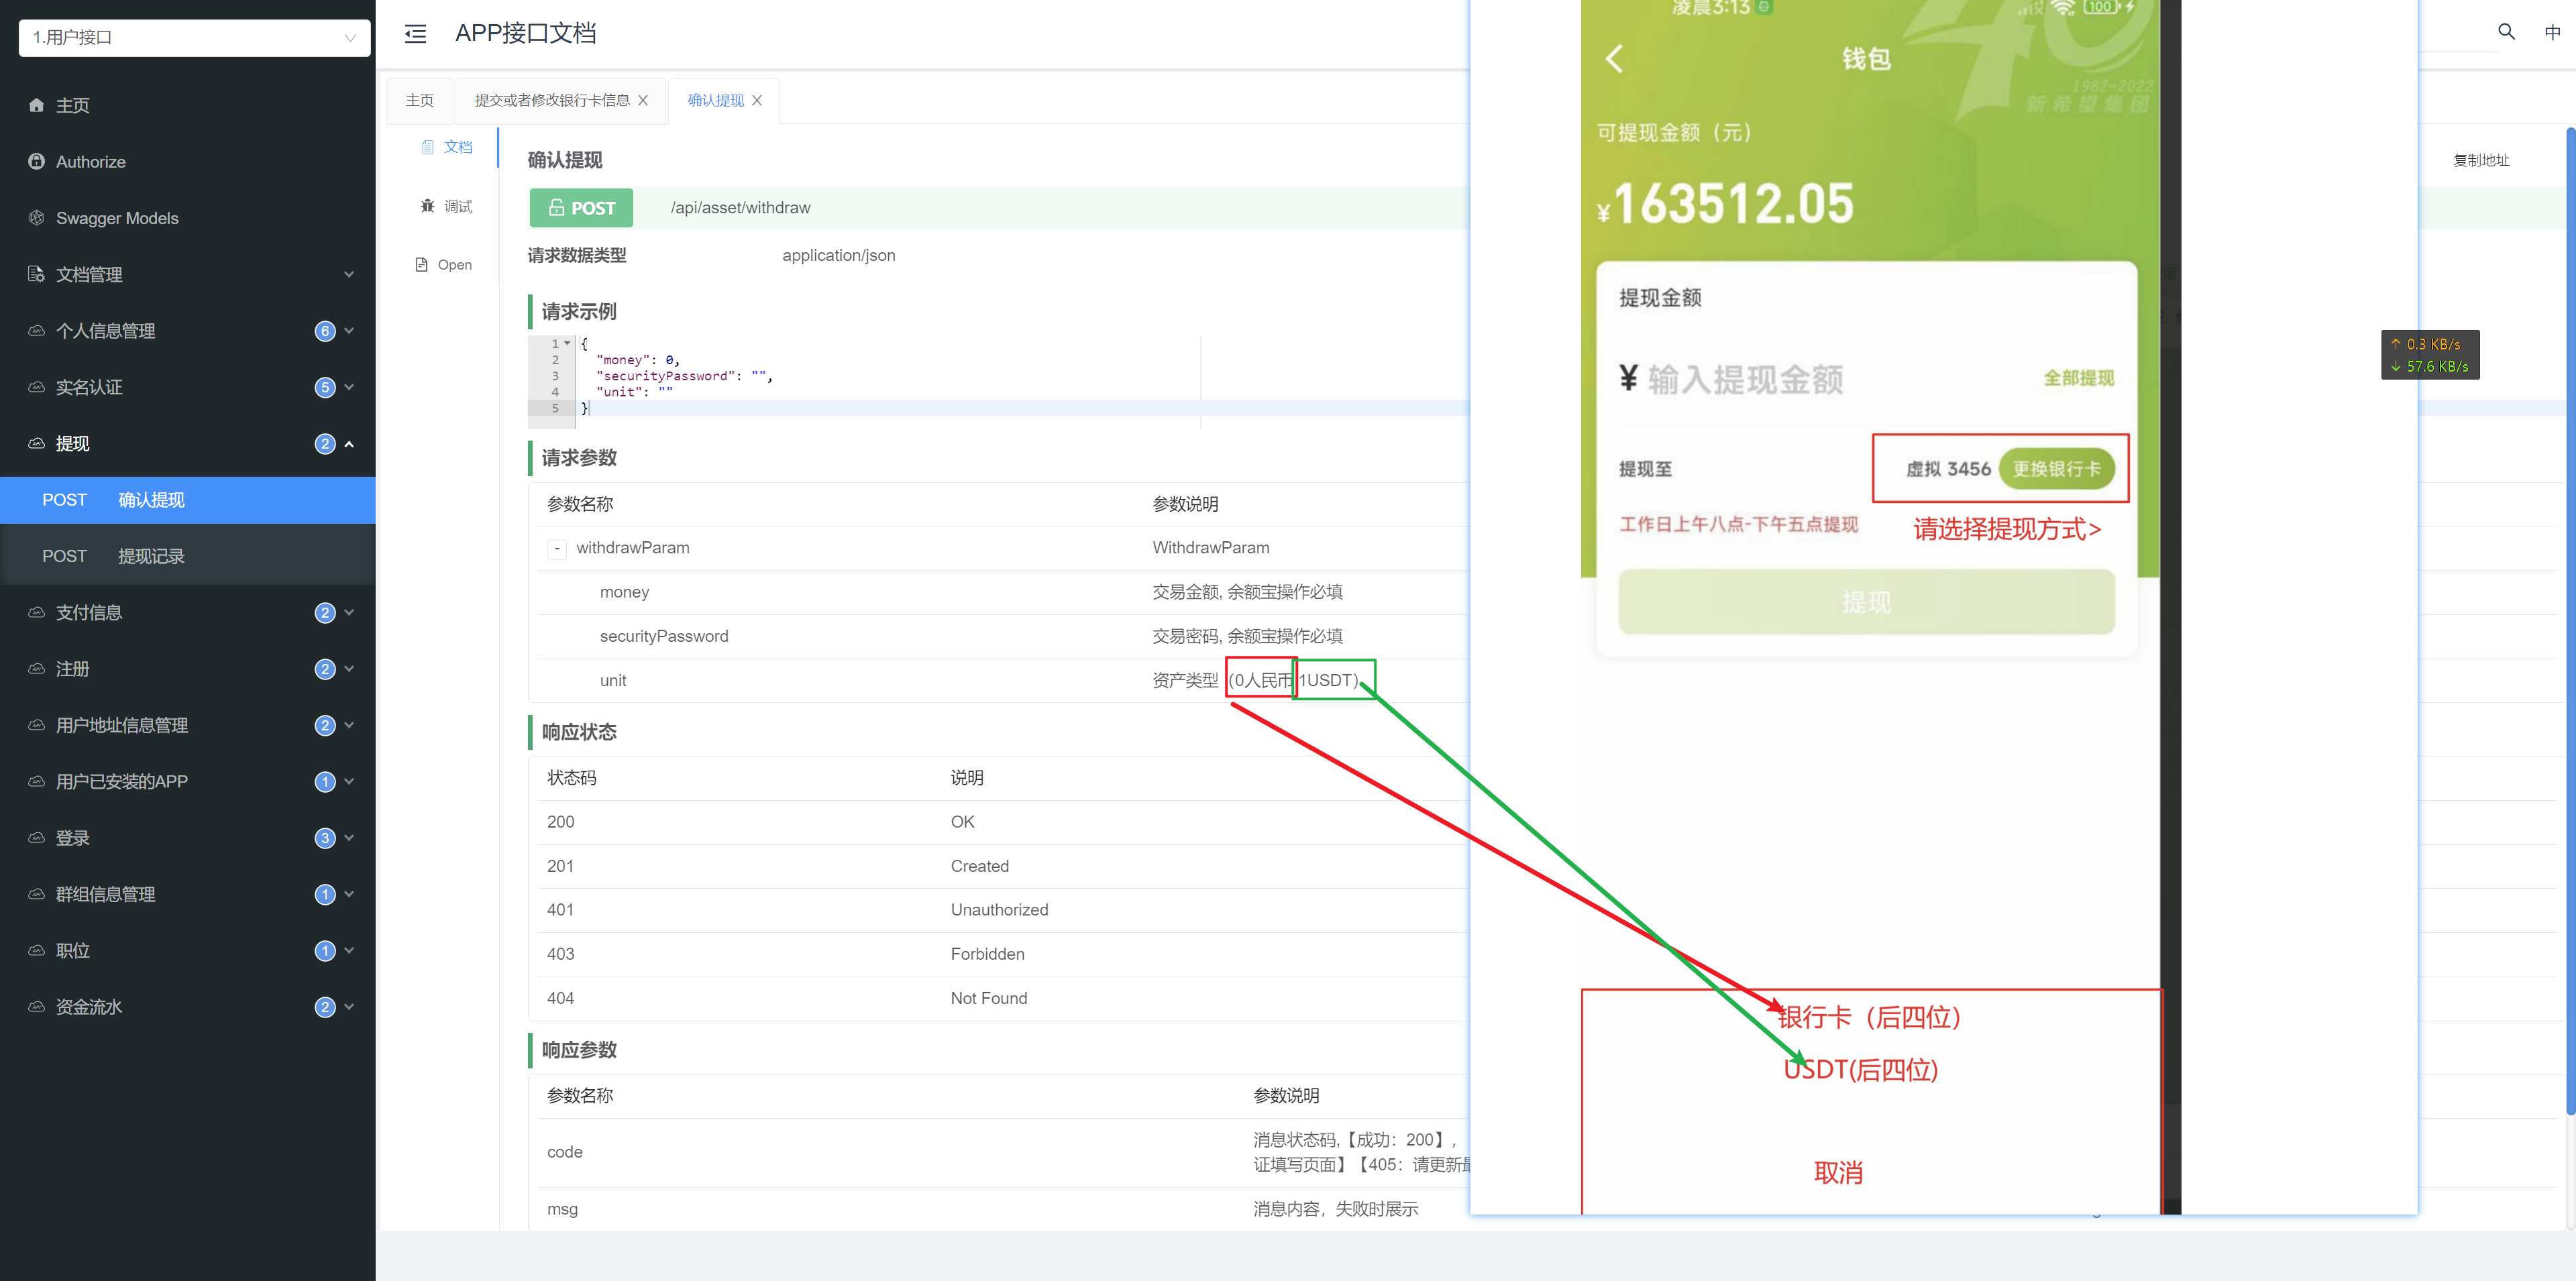 1.用户接口
主页
Authorize
Swagger Models
文档管理
个人信息管理 6
实名认证 5
提现 2
POST 确认提现
POST 提现记录
支付信息 2
注册 2
用户地址信息管理 2
用户已安装的APP 1
登录 3
群组信息管理 1
职位 1
资金流水 2
APP接口文档
中
主页
提交或者修改银行卡信息
确认提现
文档
调试
Open
确认提现
复制地址
POST /api/asset/withdraw
请求数据类型 application/json
请求示例
1 {
2 "money": 0,
3 "securityPassword": "",
4 "unit": ""
5 }
请求参数
参数名称 参数说明
- withdrawParam WithdrawParam
money 交易金额, 余额宝操作必填
securityPassword 交易密码, 余额宝操作必填
unit 资产类型 (0人民币 1USDT)
响应状态
状态码 说明
200 OK
201 Created
401 Unauthorized
403 Forbidden
404 Not Found
响应参数
参数名称 参数说明
code 消息状态码,【成功：200】，
证填写页面】【405：请更新最
msg 消息内容，失败时展示
凌晨3:13
100
钱包
1982-2022
新希望集团
可提现金额（元）
¥163512.05
提现金额
¥ 输入提现金额 全部提现
提现至 虚拟 3456 更换银行卡
工作日上午八点-下午五点提现
请选择提现方式>
提现
银行卡（后四位）
USDT(后四位)
取消
↑ 0.3 KB/s
↓ 57.6 KB/s